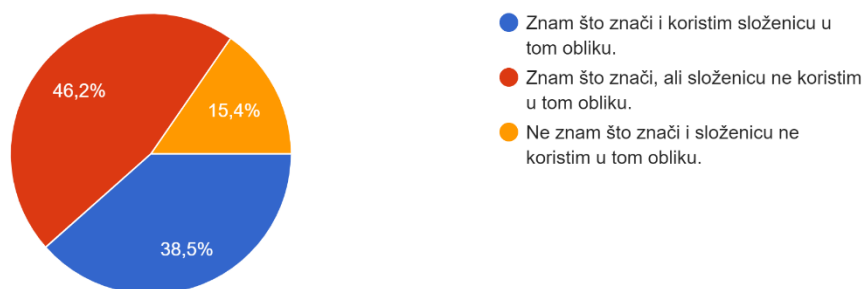 46,2%
15,4%
38,5%
Znam što znači i koristim složenicu u
tom obliku.
Znam što znači, ali složenicu ne koristim
u tom obliku.
Ne znam što znači i složenicu ne
koristim u tom obliku.